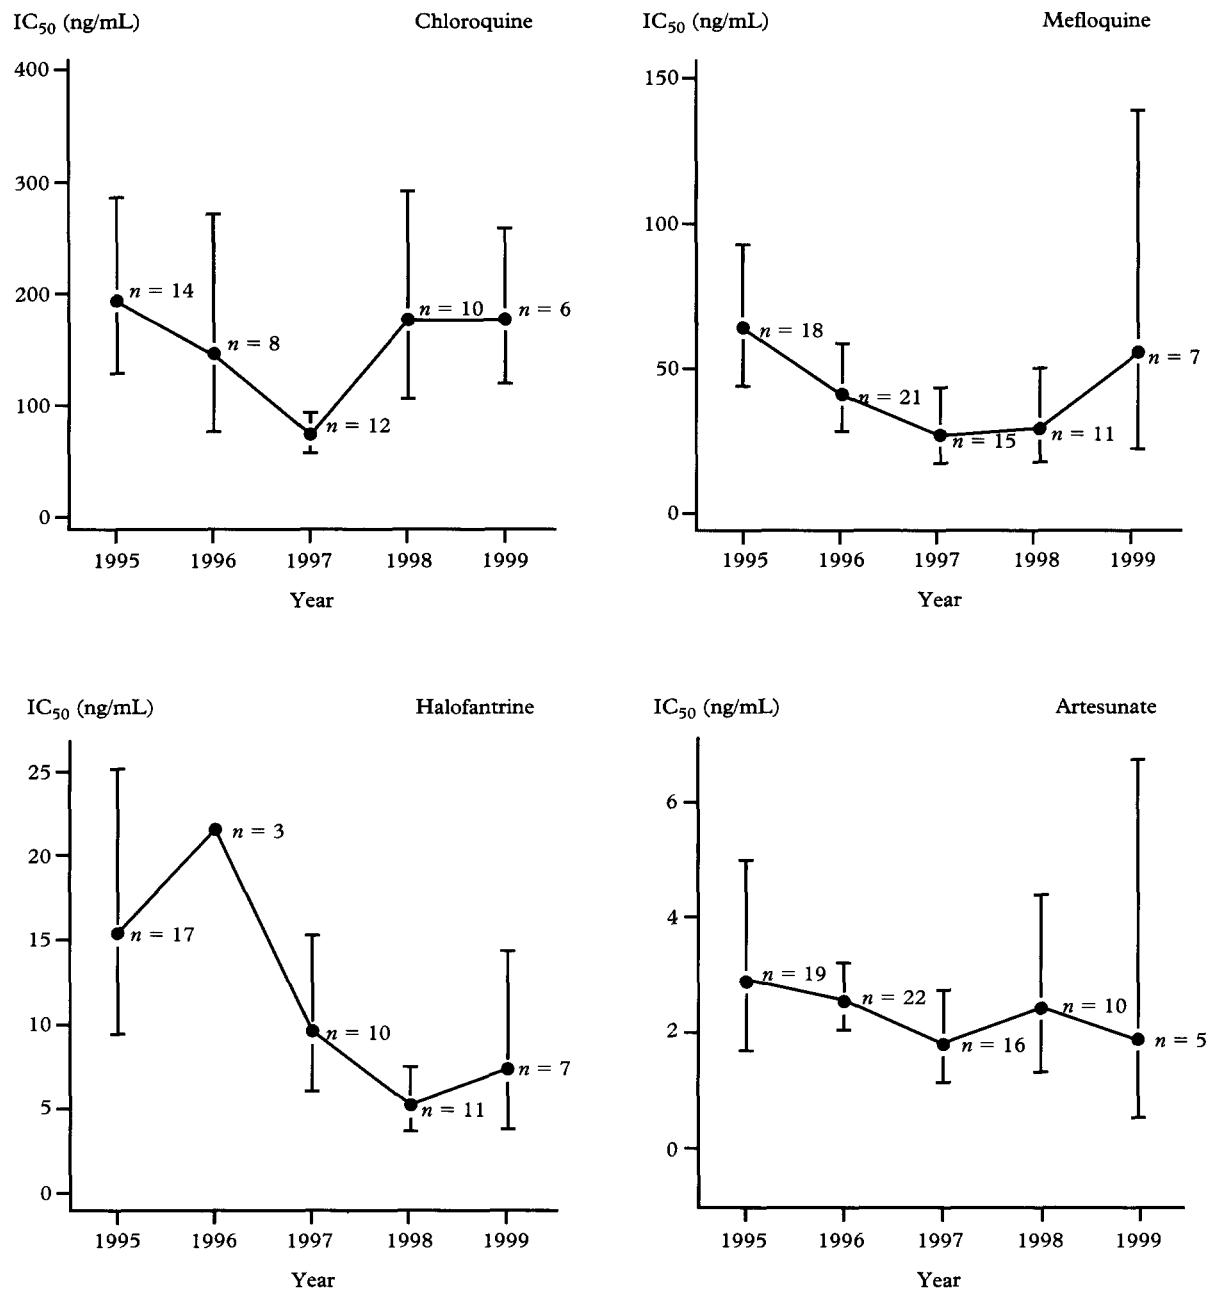 IC50 (ng/mL) Chloroquine
400
300
200
100
0
n = 14
n = 8
n = 12
n = 10
n = 6
1995 1996 1997 1998 1999
Year
IC50 (ng/mL) Mefloquine
150
100
50
0
n = 18
n = 21
n = 15
n = 11
n = 7
1995 1996 1997 1998 1999
Year
IC50 (ng/mL) Halofantrine
25
20
15
10
5
0
n = 17
n = 3
n = 10
n = 11
n = 7
1995 1996 1997 1998 1999
Year
IC50 (ng/mL) Artesunate
6
4
2
0
n = 19
n = 22
n = 16
n = 10
n = 5
1995 1996 1997 1998 1999
Year